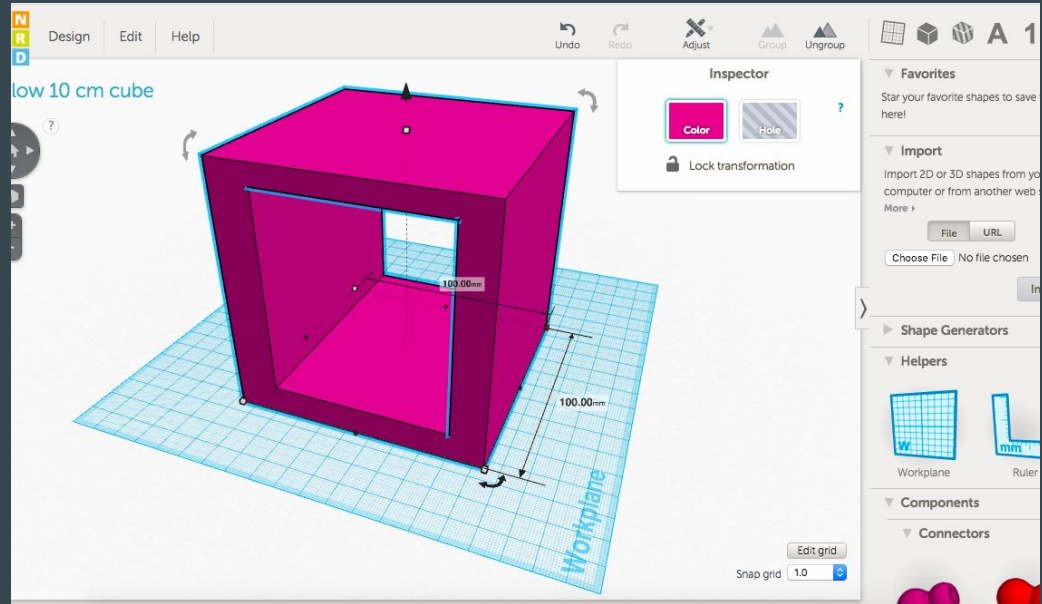 N
R
D
Design Edit Help
Undo Redo Adjust Group Ungroup
A 1
low 10 cm cube
?
+
-
Inspector
Color Hole ?
Lock transformation
100.00mm
100.00mm
Workplane
Edit grid
Snap grid 1.0
Favorites
Star your favorite shapes to save
here!
Import
Import 2D or 3D shapes from yo
computer or from another web s
More
File URL
Choose File No file chosen
Im
Shape Generators
Helpers
W mm
Workplane Ruler
Components
Connectors